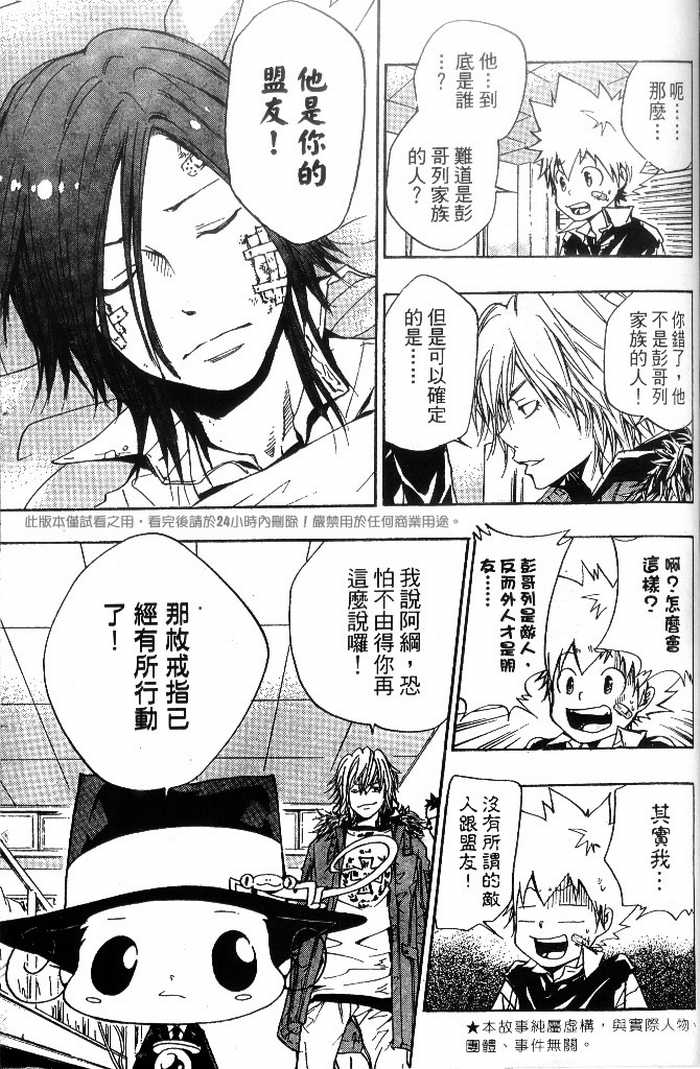 呃……
那麼…
他…到
底是誰
…？
難道是彭
哥列家族
的人？
你錯了，他
不是彭哥列
家族的人！
但是可以確定
的是……
他是你的
盟友！
此版本僅試看之用，看完後請於24小時內刪除！嚴禁用於任何商業用途。
啊？怎麼會
這樣？
彭哥列是敵人，
反而外人才是朋
友……
其實我…
沒有所謂的敵
人跟盟友！
我說阿綱，恐
怕不由得你再
這麼說囉！
那枚戒指已
經有所行動
了！
★本故事純屬虛構，與實際人物、
團體、事件無關。